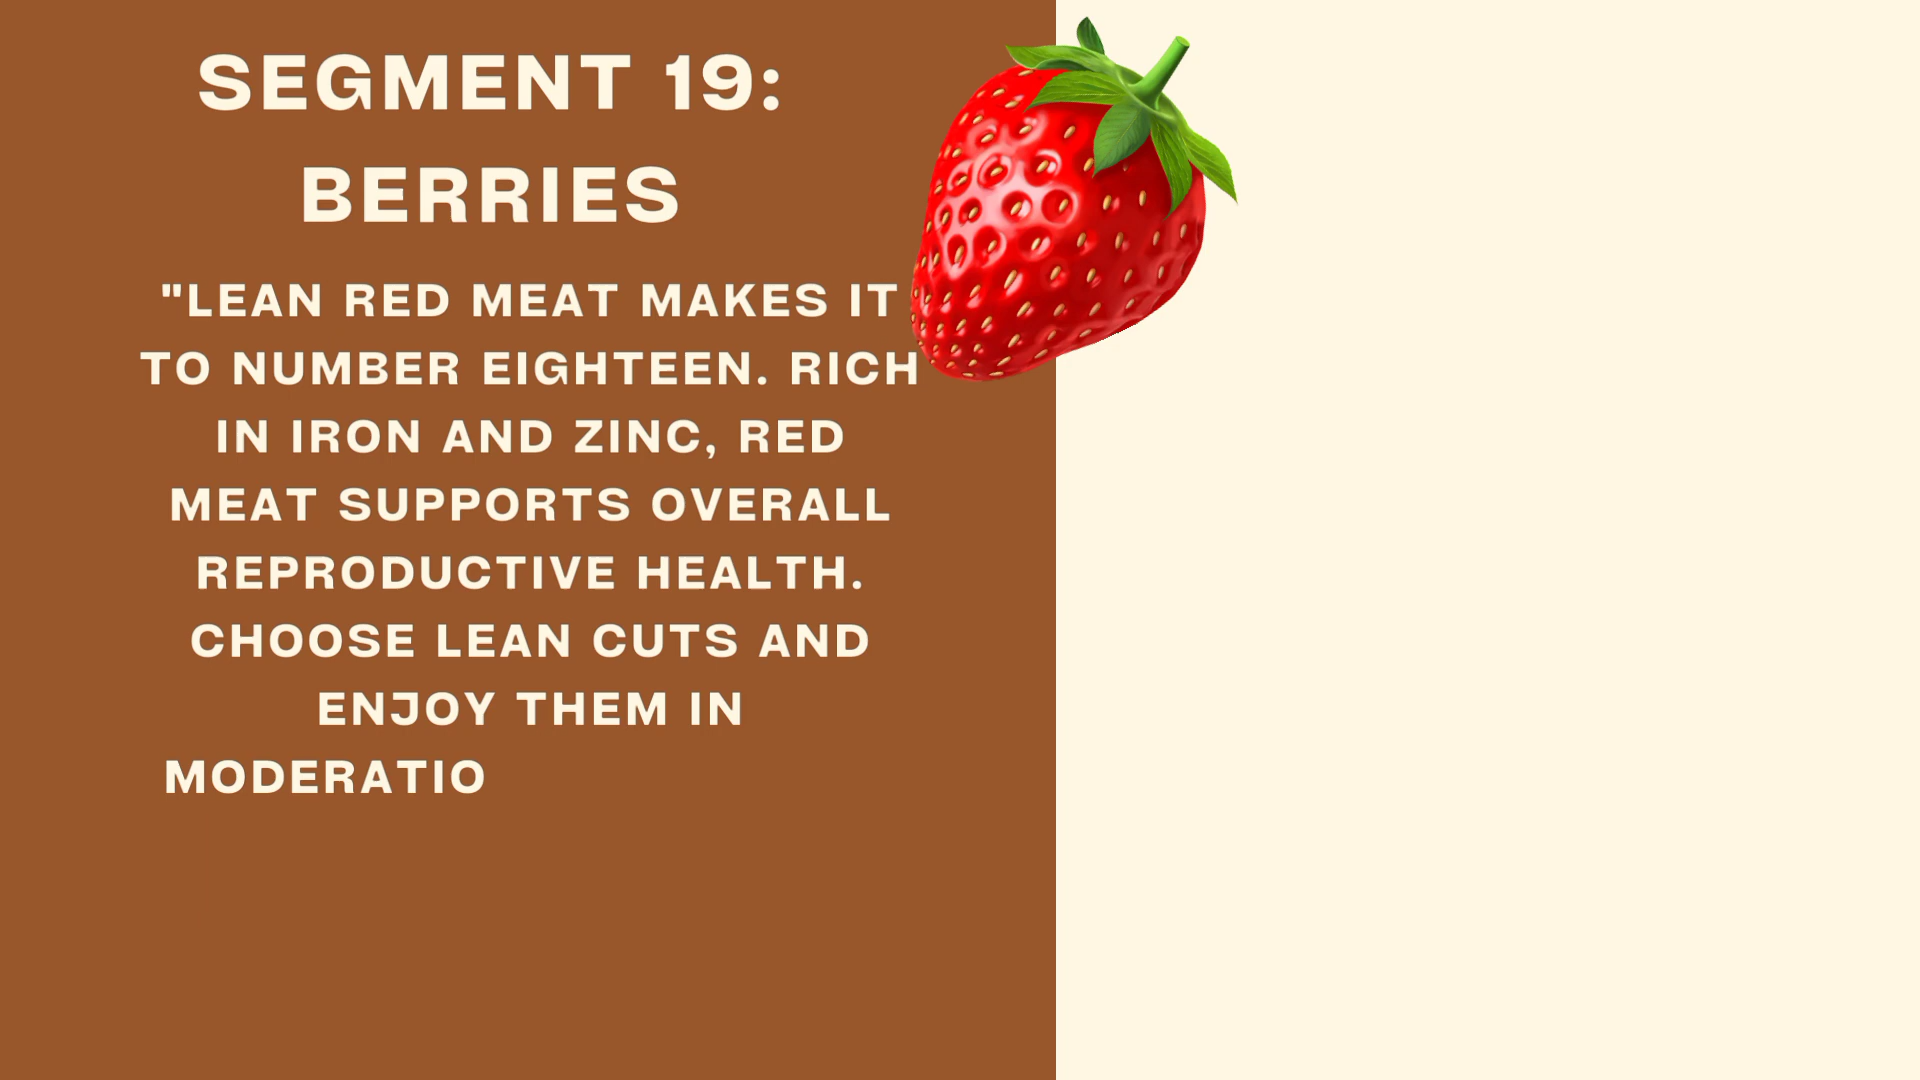 SEGMENT 19:
BERRIES
"LEAN RED MEAT MAKES IT
TO NUMBER EIGHTEEN. RICH
IN IRON AND ZINC, RED
MEAT SUPPORTS OVERALL
REPRODUCTIVE HEALTH.
CHOOSE LEAN CUTS AND
ENJOY THEM IN
MODERATIO